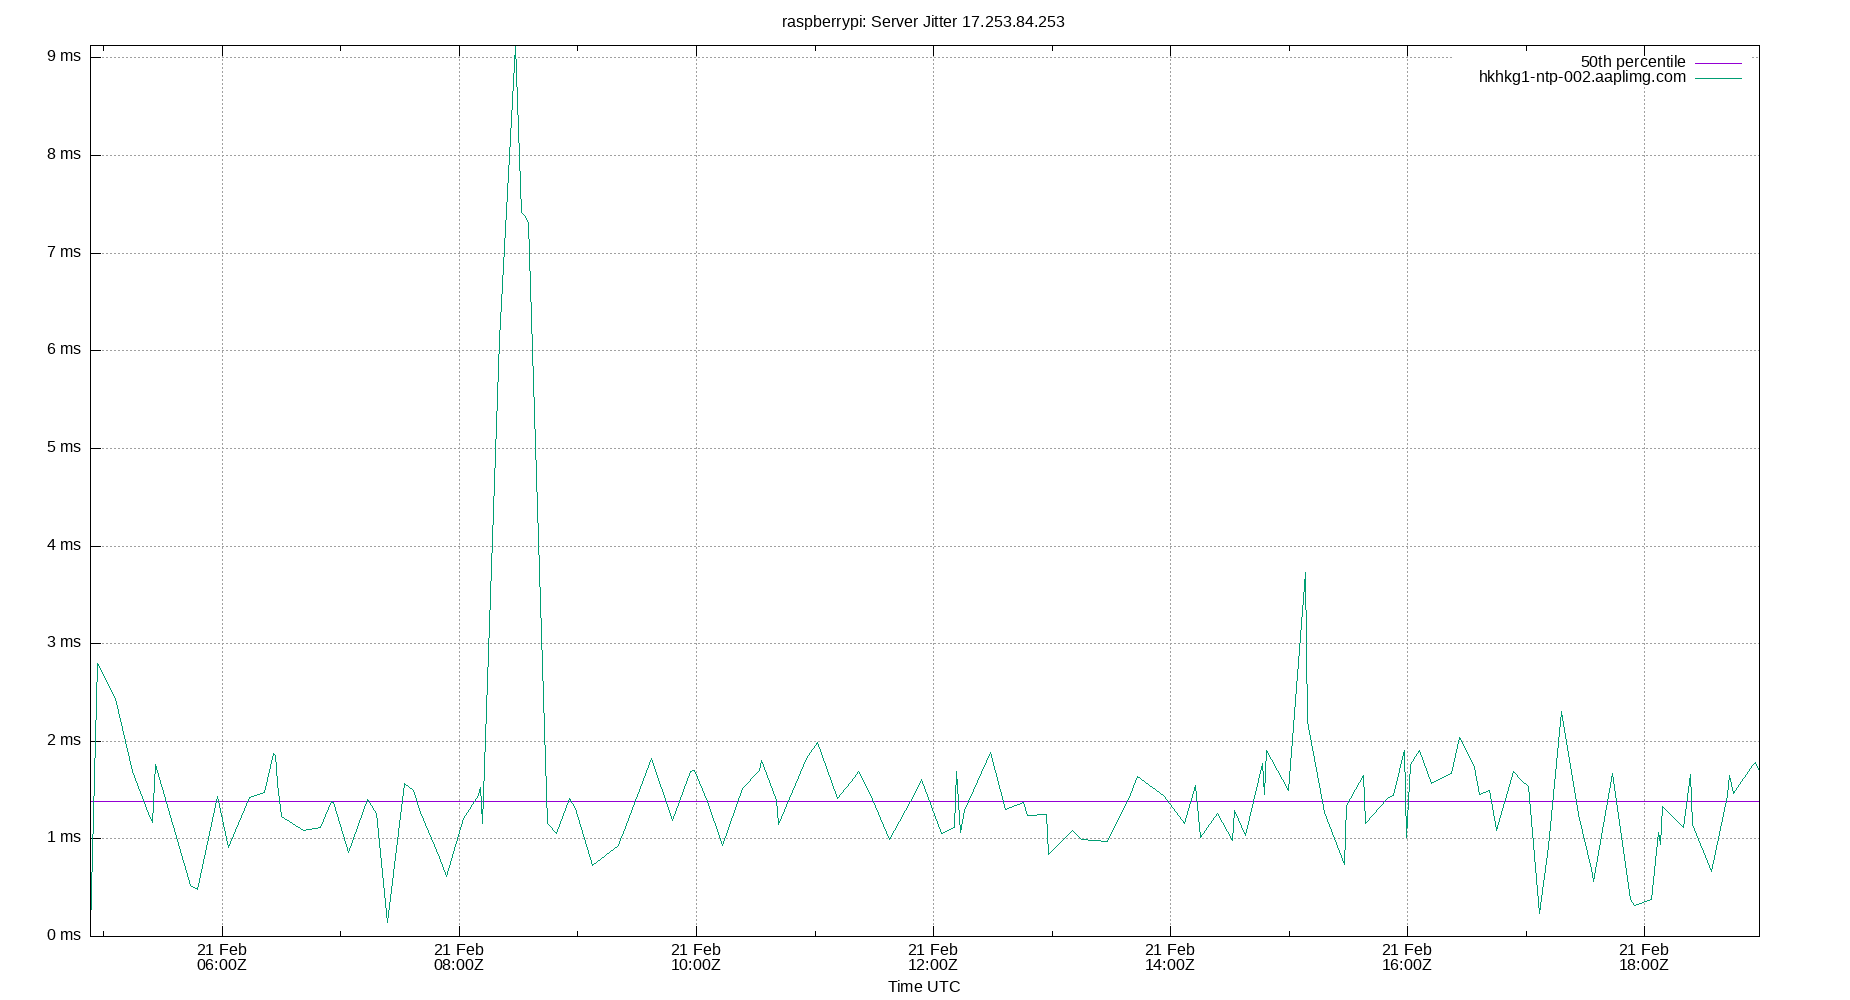 raspberrypi: Server Jitter 17.253.84.253
9 ms
8 ms
7 ms
6 ms
5 ms
4 ms
3 ms
2 ms
1 ms
0 ms
50th percentile
hkhkg1-ntp-002.aaplimg.com
21 Feb
06:00Z
21 Feb
08:00Z
21 Feb
10:00Z
21 Feb
12:00Z
21 Feb
14:00Z
21 Feb
16:00Z
21 Feb
18:00Z
Time UTC